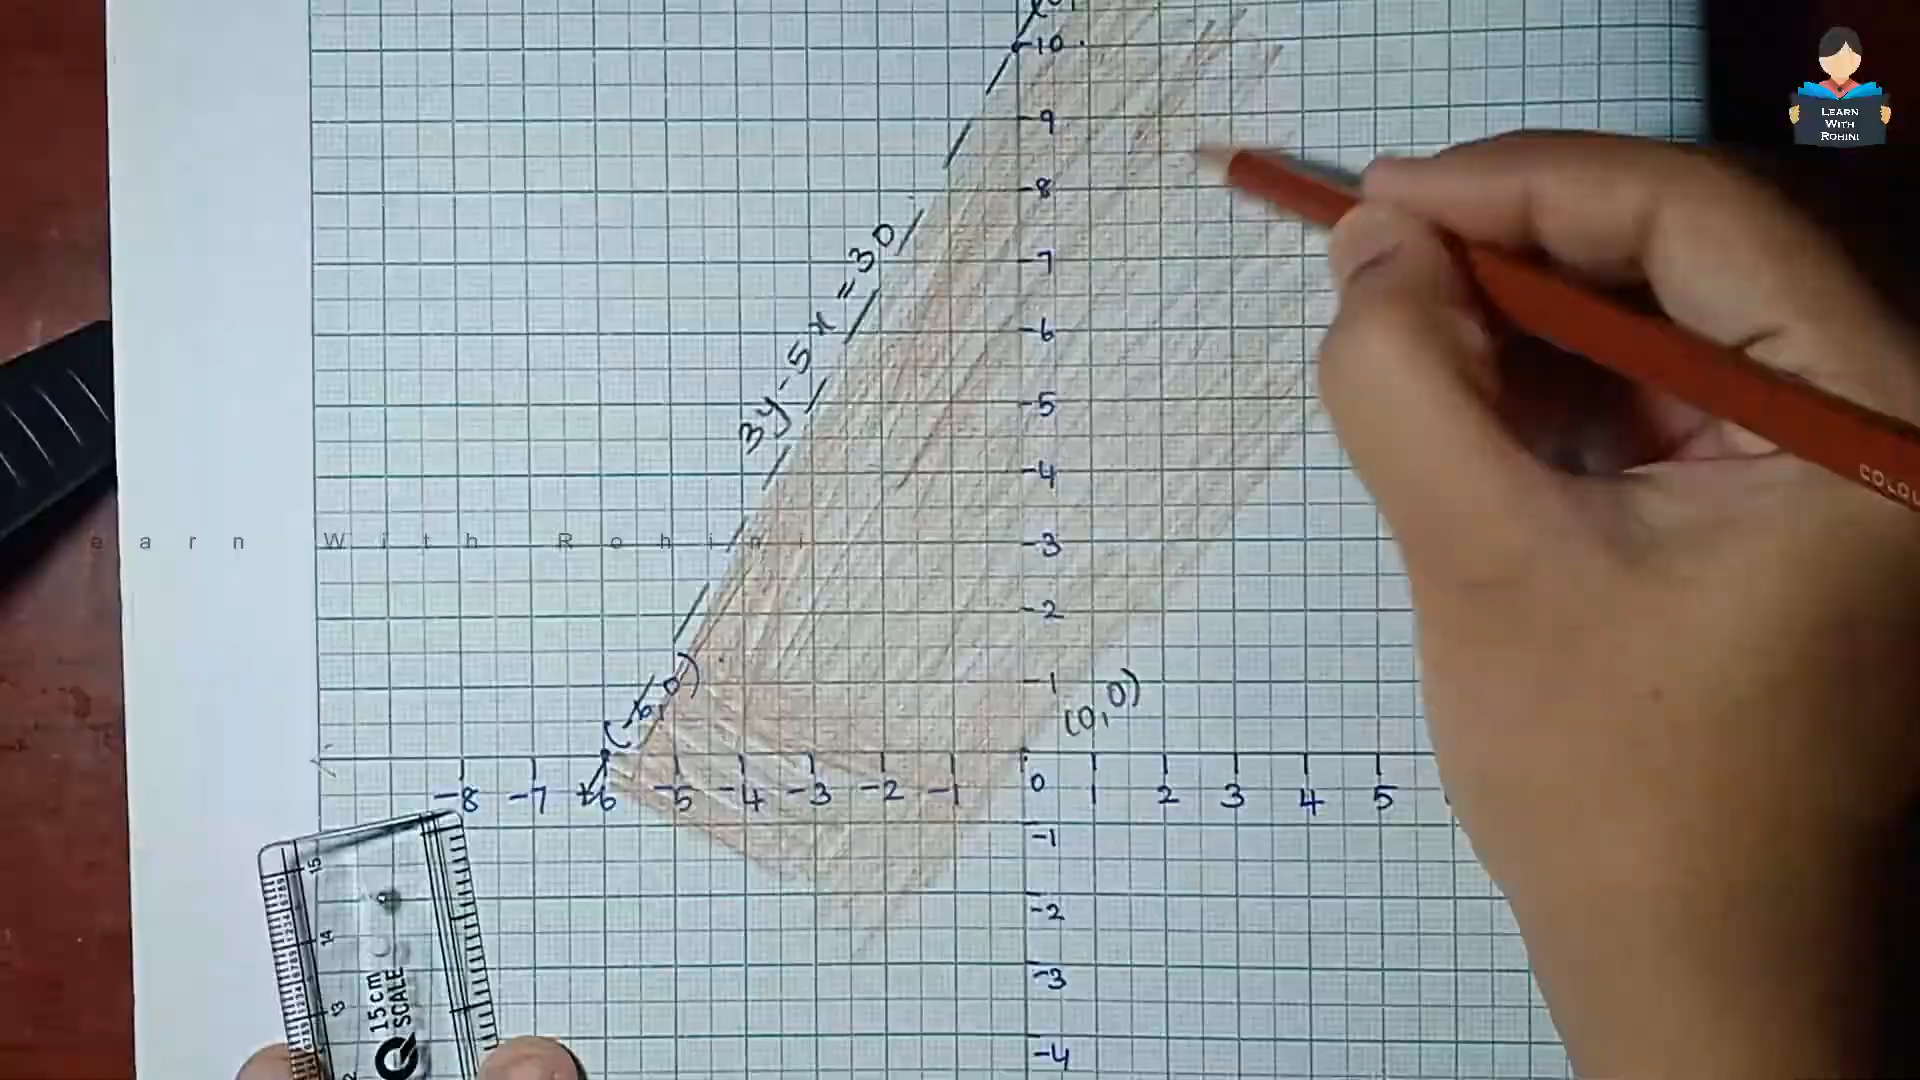 LEARN
WITH
ROHINI
10
9
8
7
6
5
4
3
2
1
3y - 5x = 30
(-6,0)
(0,0)
-8 -7 -6 -5 -4 -3 -2 -1 0 1 2 3 4 5
-1
-2
-3
-4
earn With Rohini
15 14 13
15cm
SCALE